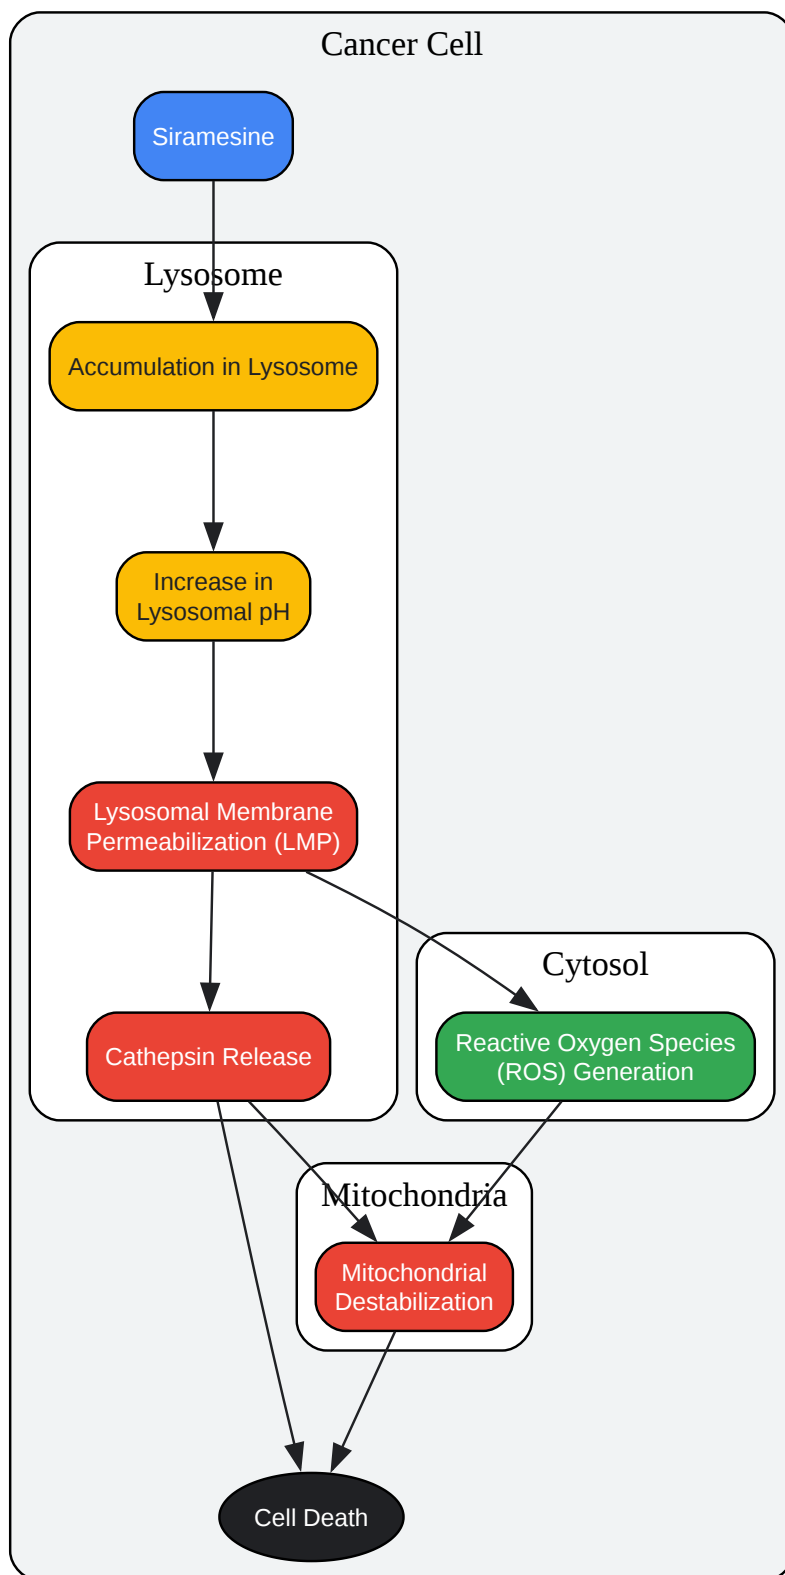 Cancer Cell
Siramesine
Lysosome
Accumulation in Lysosome
Increase in
Lysosomal pH
Lysosomal Membrane
Permeabilization (LMP)
Cytosol
Cathepsin Release
Reactive Oxygen Species
(ROS) Generation
Mitochondria
Mitochondrial
Destabilization
Cell Death